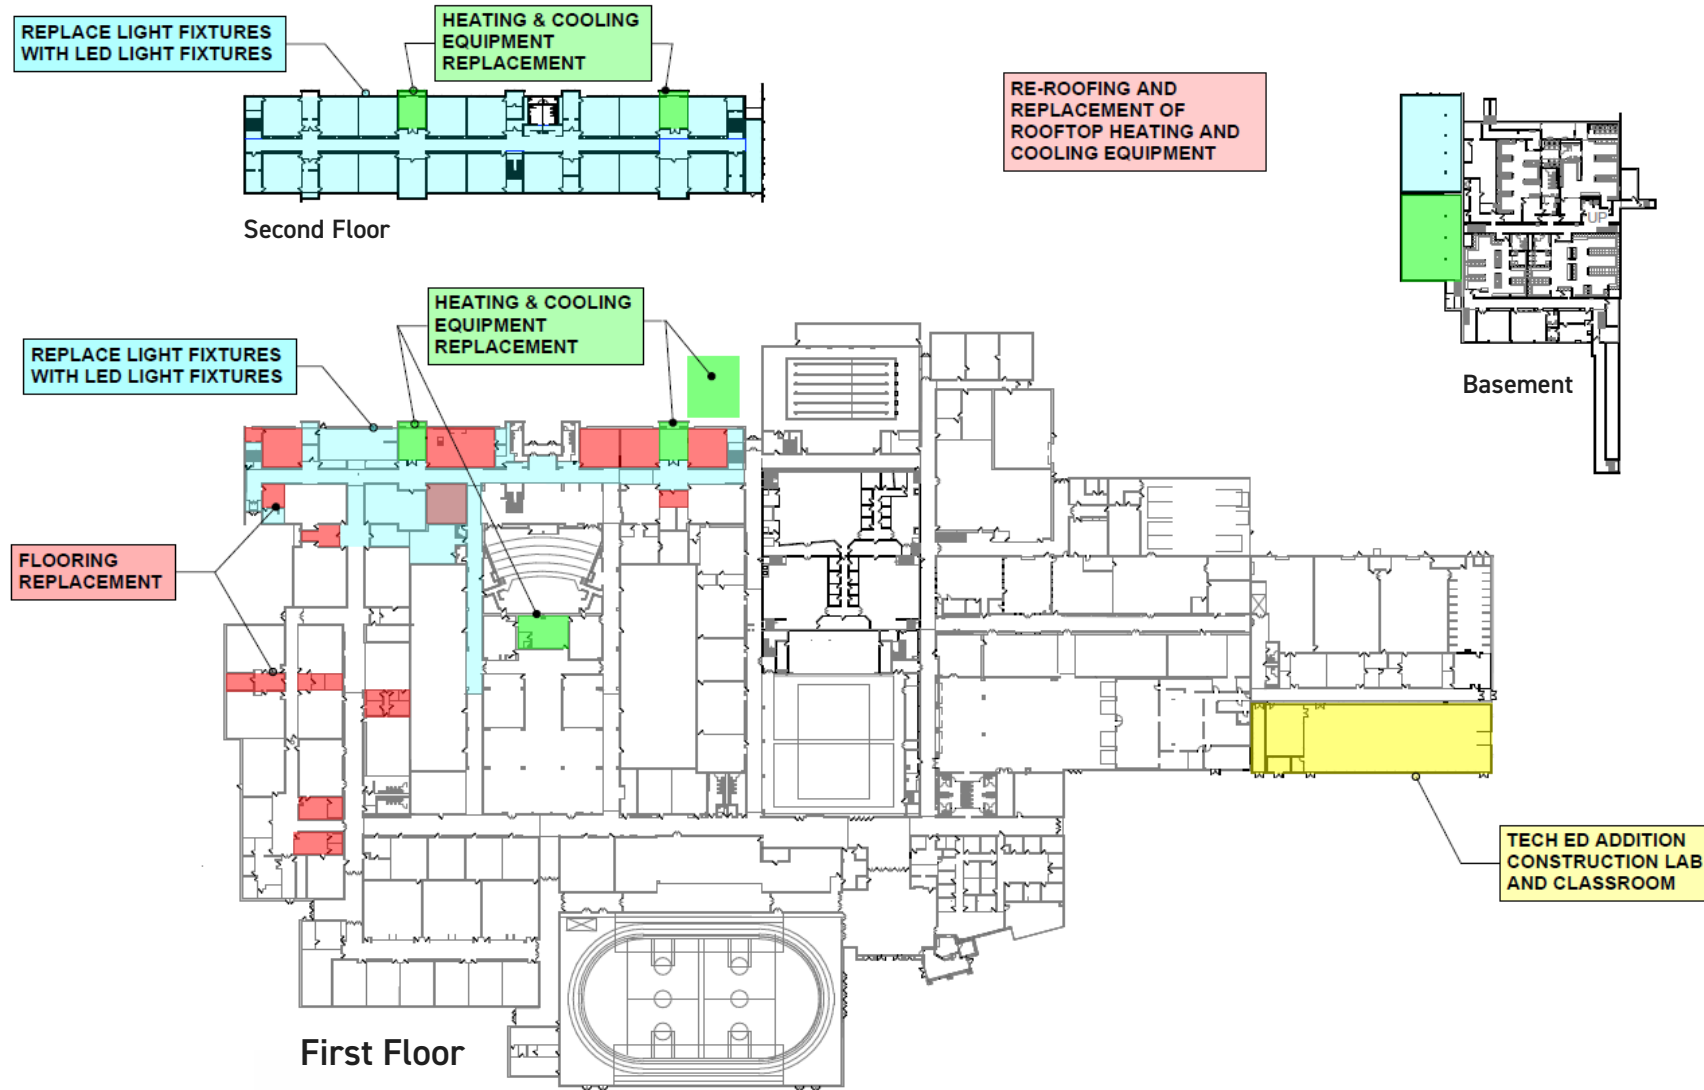 REPLACE LIGHT FIXTURES
WITH LED LIGHT FIXTURES
HEATING & COOLING
EQUIPMENT
REPLACEMENT
RE-ROOFING AND
REPLACEMENT OF
ROOFTOP HEATING AND
COOLING EQUIPMENT
UP
Second Floor
Basement
HEATING & COOLING
EQUIPMENT
REPLACEMENT
REPLACE LIGHT FIXTURES
WITH LED LIGHT FIXTURES
FLOORING
REPLACEMENT
TECH ED ADDITION
CONSTRUCTION LAB
AND CLASSROOM
First Floor